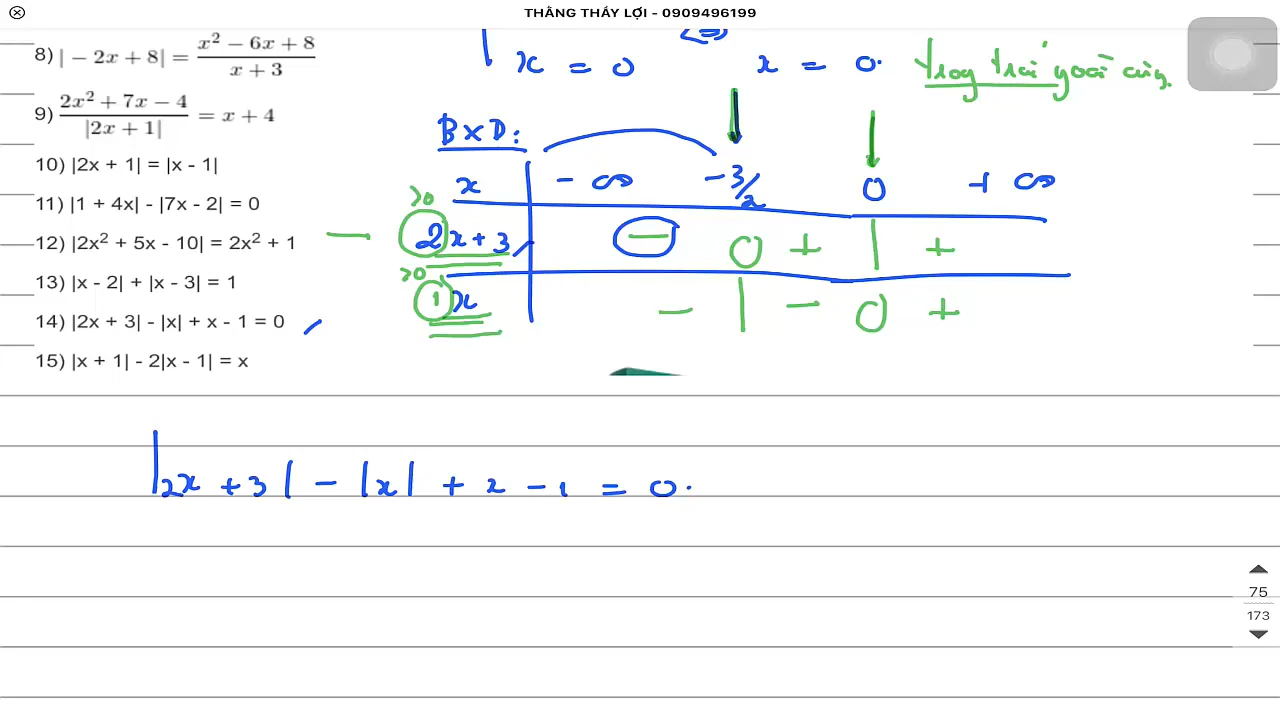 THẰNG THẦY LỢI - 0909496199
8) | − 2x + 8| = (x² − 6x + 8)/(x + 3)
9) (2x² + 7x − 4)/|2x + 1| = x + 4
10) |2x + 1| = |x - 1|
11) |1 + 4x| - |7x - 2| = 0
12) |2x² + 5x - 10| = 2x² + 1
13) |x - 2| + |x - 3| = 1
14) |2x + 3| - |x| + x - 1 = 0
15) |x + 1| - 2|x - 1| = x
x = 0 x = 0.
BXD:
x - ∞ -3/2 0 + ∞
>0
− 2x + 3 − 0 + | +
>0
1 x − | − 0 +
|2x + 3| - |x| + x - 1 = 0.
75
173